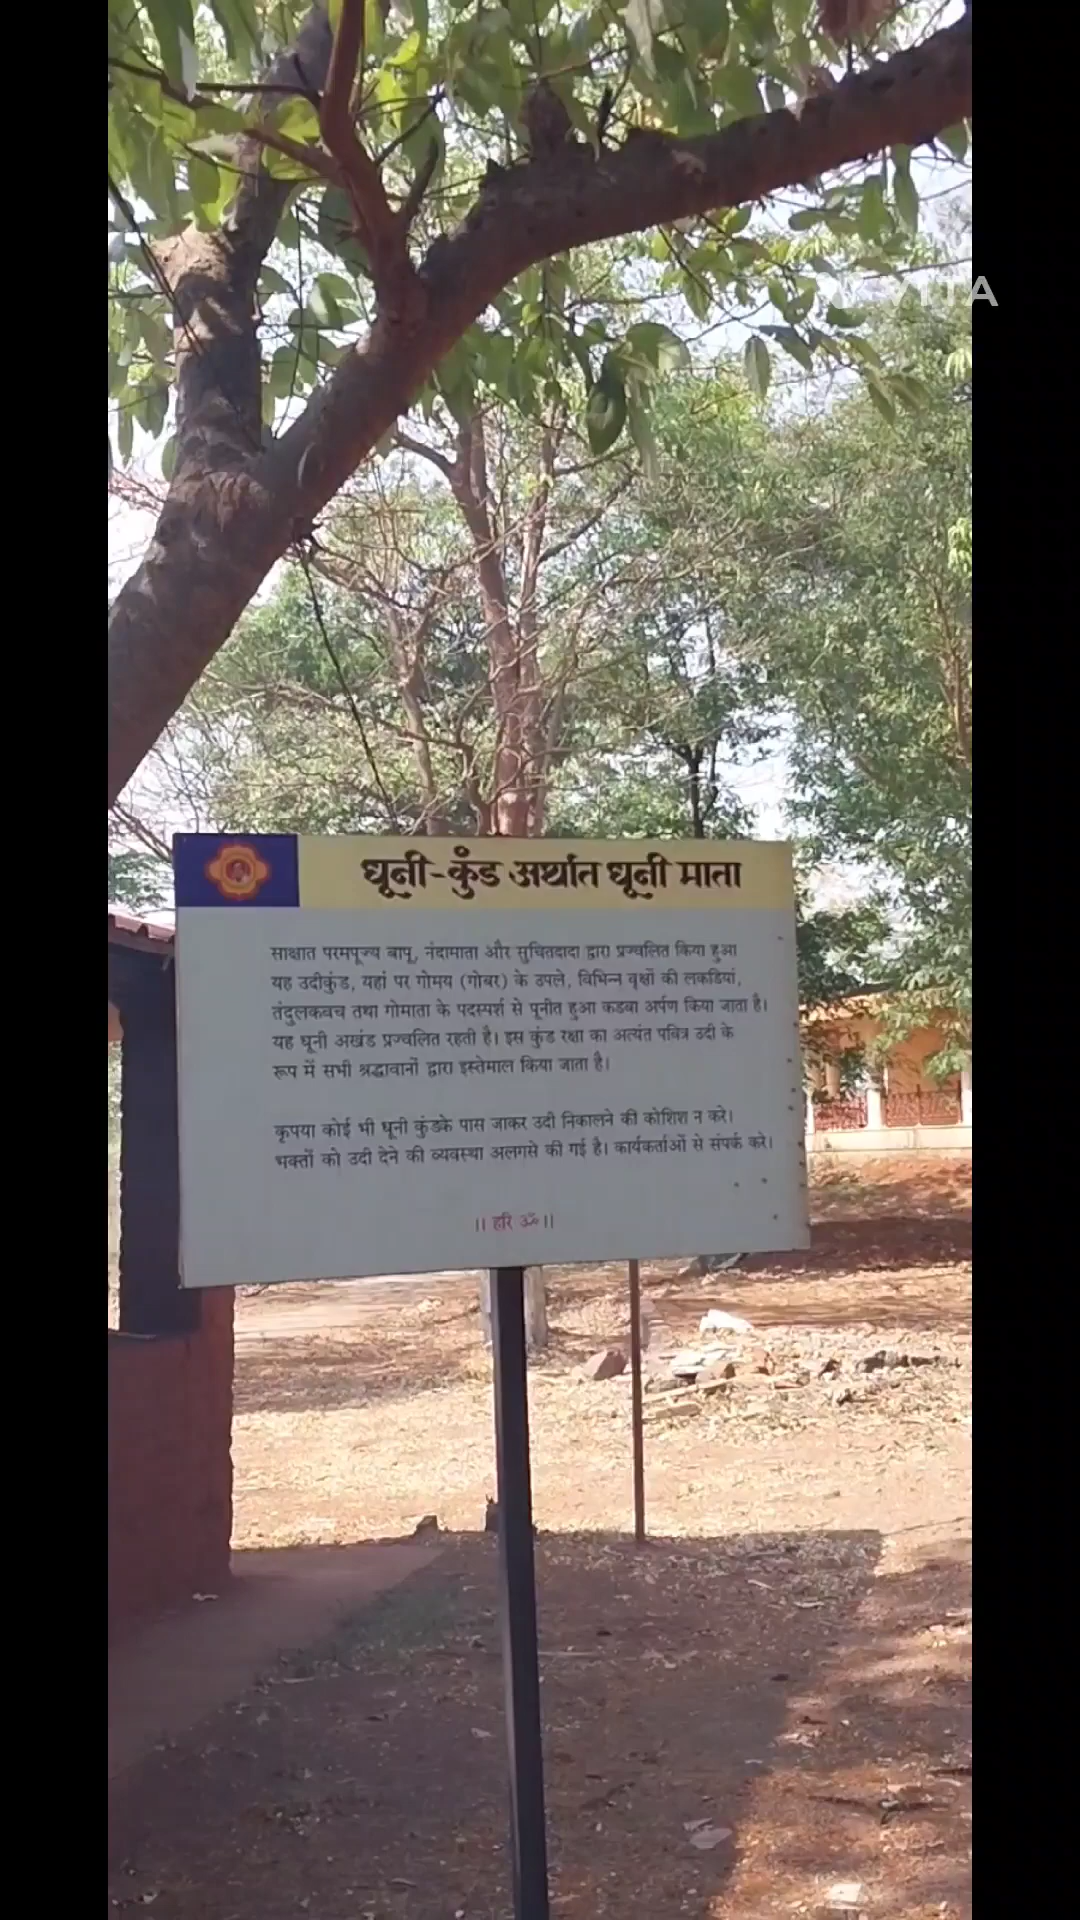 VITA
धूनी-कुंड अर्थात धूनी माता
साक्षात परमपूज्य बापू, नंदामाता और सुचितदादा द्वारा प्रज्वलित किया हुआ
यह उदीकुंड, यहां पर गोमय (गोबर) के उपले, विभिन्न वृक्षों की लकडियां,
तंदुलकवच तथा गोमाता के पदस्पर्श से पूनीत हुआ कडबा अर्पण किया जाता है।
यह धूनी अखंड प्रज्वलित रहती है। इस कुंड रक्षा का अत्यंत पवित्र उदी के
रूप में सभी श्रद्धावानों द्वारा इस्तेमाल किया जाता है।
कृपया कोई भी धूनी कुंडके पास जाकर उदी निकालने की कोशिश न करे।
भक्तों को उदी देने की व्यवस्था अलगसे की गई है। कार्यकर्ताओं से संपर्क करे।
।। हरि ॐ ।।